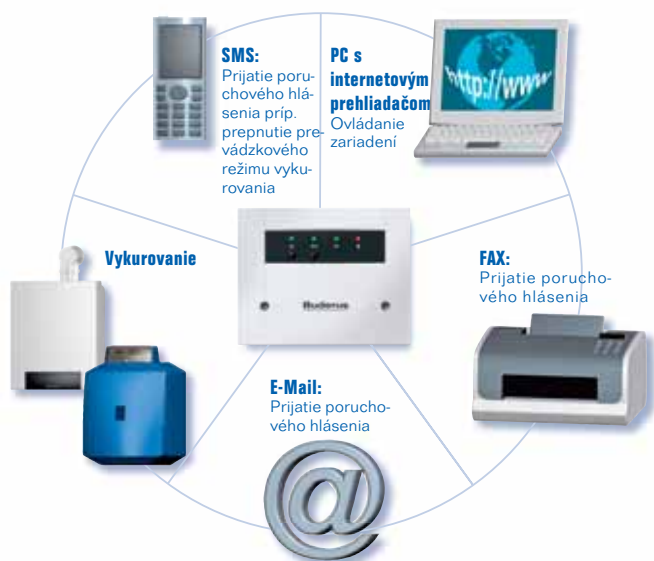 SMS:
Prijatie poru-
chového hlá-
senia príp.
prepnutie pre-
vádzkového
režimu vyku-
rovania
PC s
internetovým
prehliadačom
Ovládanie
zariadení
http://www
Vykurovanie
Buderus
FAX:
Prijatie porucho-
vého hlásenia
E-Mail:
Prijatie porucho-
vého hlásenia
@